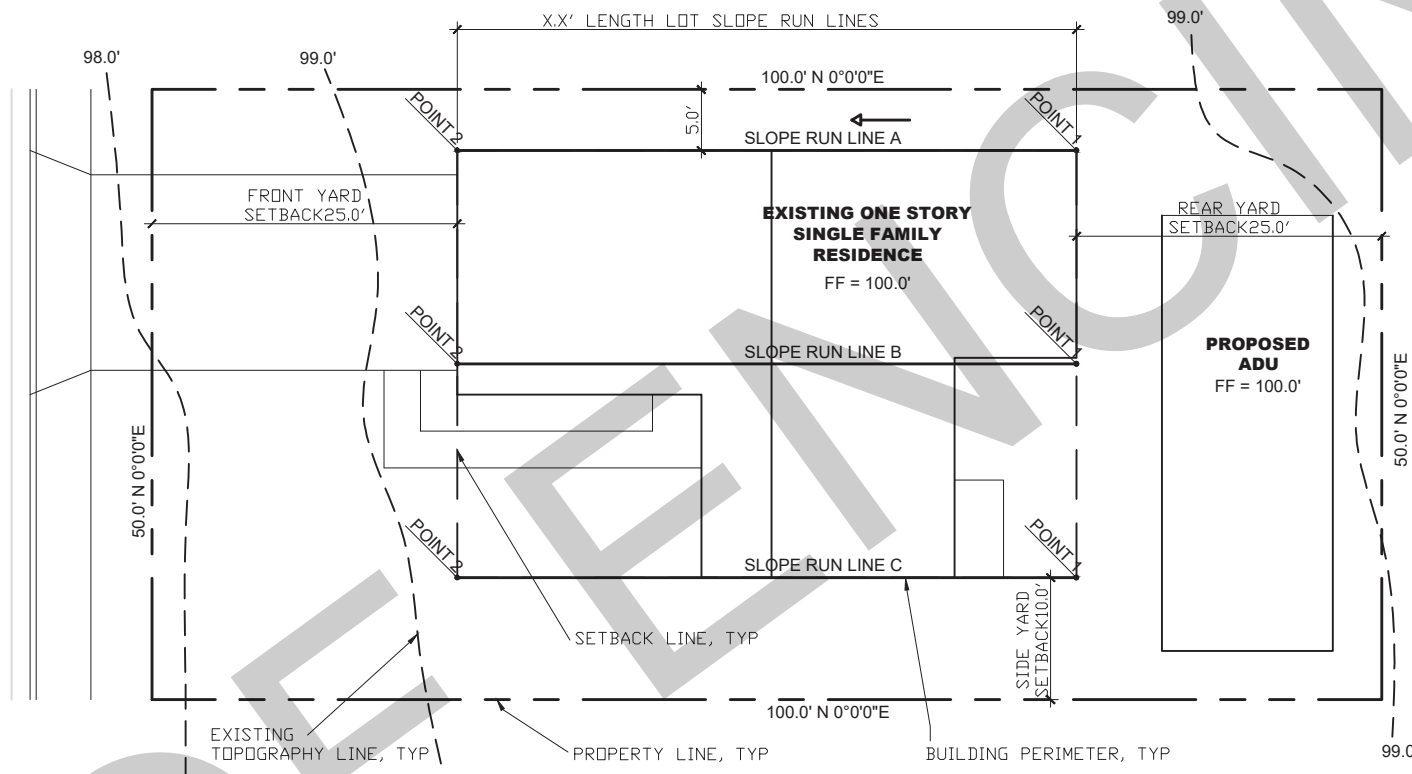 X.X' LENGTH LOT SLOPE RUN LINES
99.0'
98.0'
99.0'
100.0' N 0°0'0"E
POINT 2
5.0'
POINT 1
SLOPE RUN LINE A
FRONT YARD
SETBACK25.0'
EXISTING ONE STORY
SINGLE FAMILY
RESIDENCE
FF = 100.0'
REAR YARD
SETBACK25.0'
POINT 2
POINT 1
SLOPE RUN LINE B
PROPOSED
ADU
FF = 100.0'
50.0' N 0°0'0"E
50.0' N 0°0'0"E
POINT 2
POINT 1
SLOPE RUN LINE C
SETBACK LINE, TYP
SIDE YARD
SETBACK10.0'
100.0' N 0°0'0"E
EXISTING
TOPOGRAPHY LINE, TYP
PROPERTY LINE, TYP
BUILDING PERIMETER, TYP
99.0